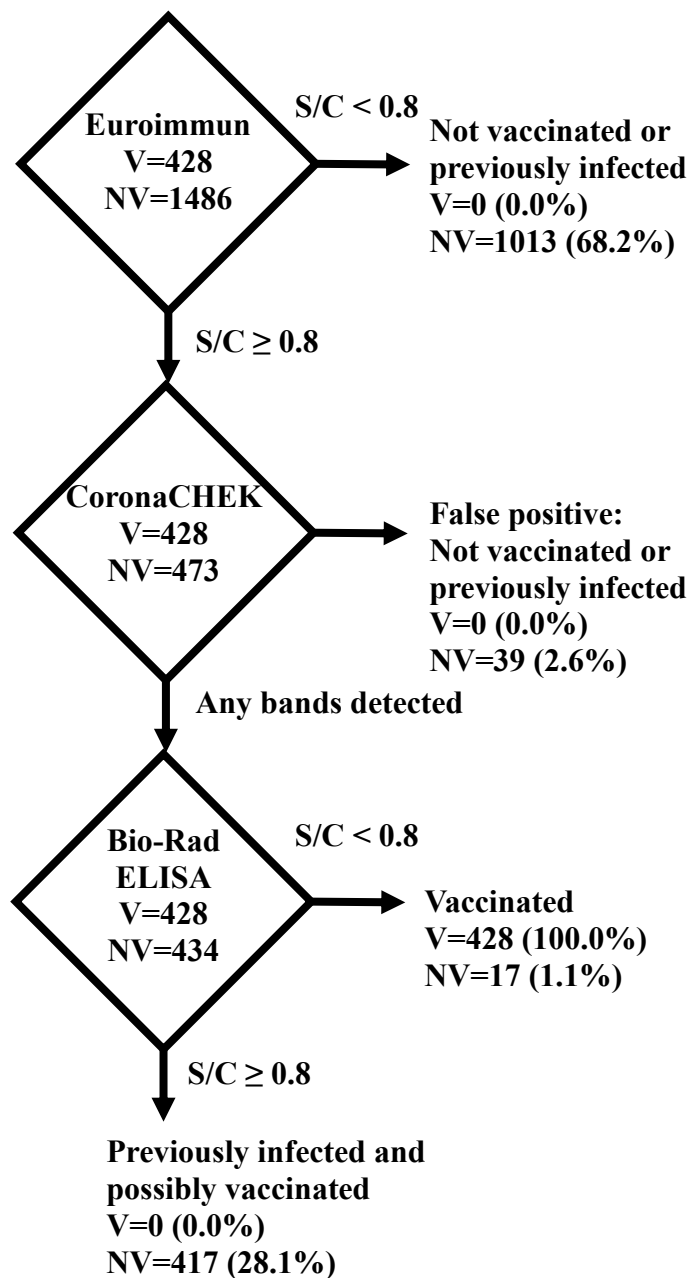 Euroimmun
V=428
NV=1486
S/C < 0.8
Not vaccinated or
previously infected
V=0 (0.0%)
NV=1013 (68.2%)
S/C ≥ 0.8
CoronaCHEK
V=428
NV=473
False positive:
Not vaccinated or
previously infected
V=0 (0.0%)
NV=39 (2.6%)
Any bands detected
Bio-Rad
ELISA
V=428
NV=434
S/C < 0.8
Vaccinated
V=428 (100.0%)
NV=17 (1.1%)
S/C ≥ 0.8
Previously infected and
possibly vaccinated
V=0 (0.0%)
NV=417 (28.1%)